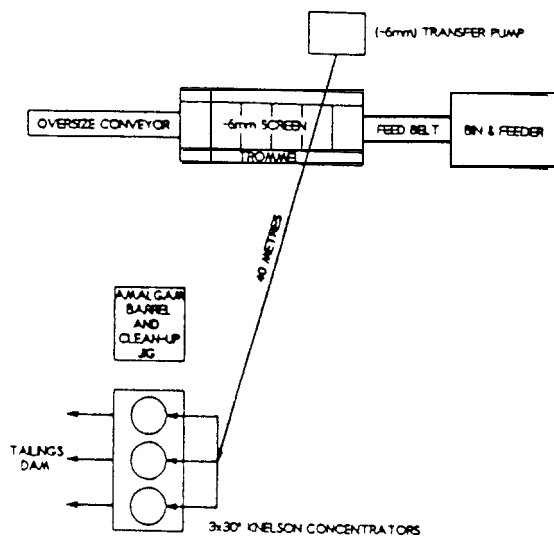 (-6mm) TRANSFER PUMP
OVERSIZE CONVEYOR
-6mm SCREEN
FEED BELT
BIN & FEEDER
TROMMEL
40 METRES
AMALGAM
BARREL
AND
CLEAN-UP
JIG
TAILINGS
DAM
3x30" KNELSON CONCENTRATORS